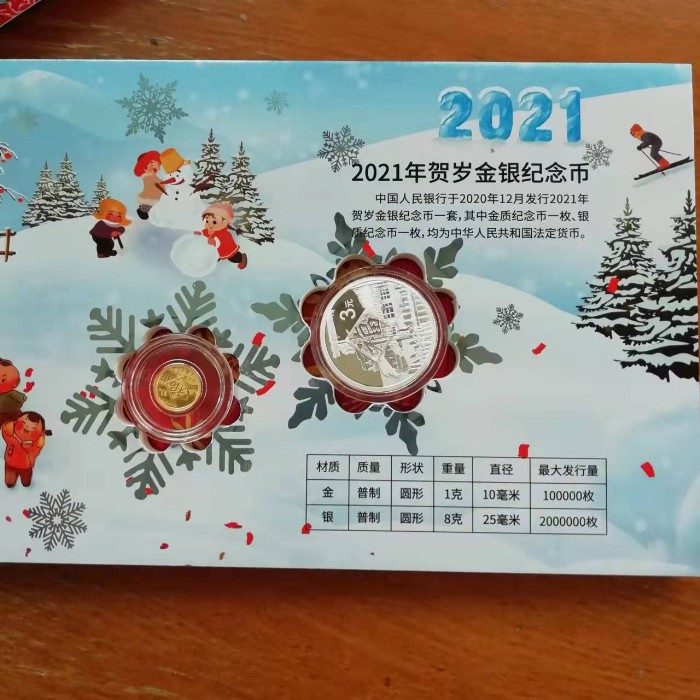 2021
2021年贺岁金银纪念币
中国人民银行于2020年12月发行2021年
贺岁金银纪念币一套，其中金质纪念币一枚、银
质纪念币一枚，均为中华人民共和国法定货币。
3元
材质 质量 形状 重量 直径 最大发行量
金 普制 圆形 1克 10毫米 100000枚
银 普制 圆形 8克 25毫米 2000000枚